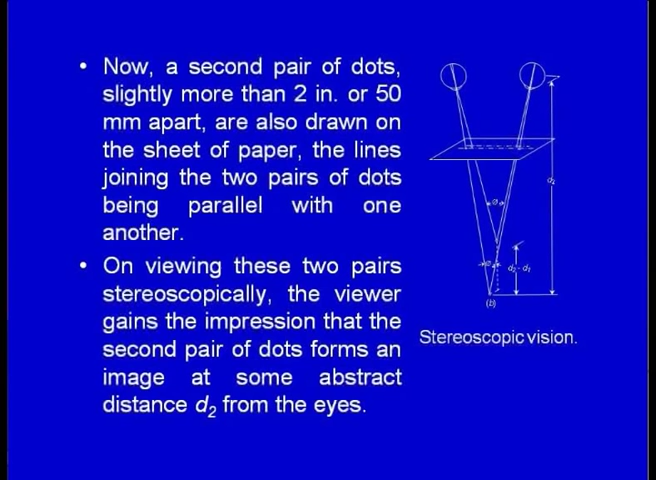 • Now, a second pair of dots,
slightly more than 2 in. or 50
mm apart, are also drawn on
the sheet of paper, the lines
joining the two pairs of dots
being parallel with one
another.
• On viewing these two pairs
stereoscopically, the viewer
gains the impression that the
second pair of dots forms an
image at some abstract
distance d2 from the eyes.
d2
d2 - d1
(b)
Stereoscopic vision.